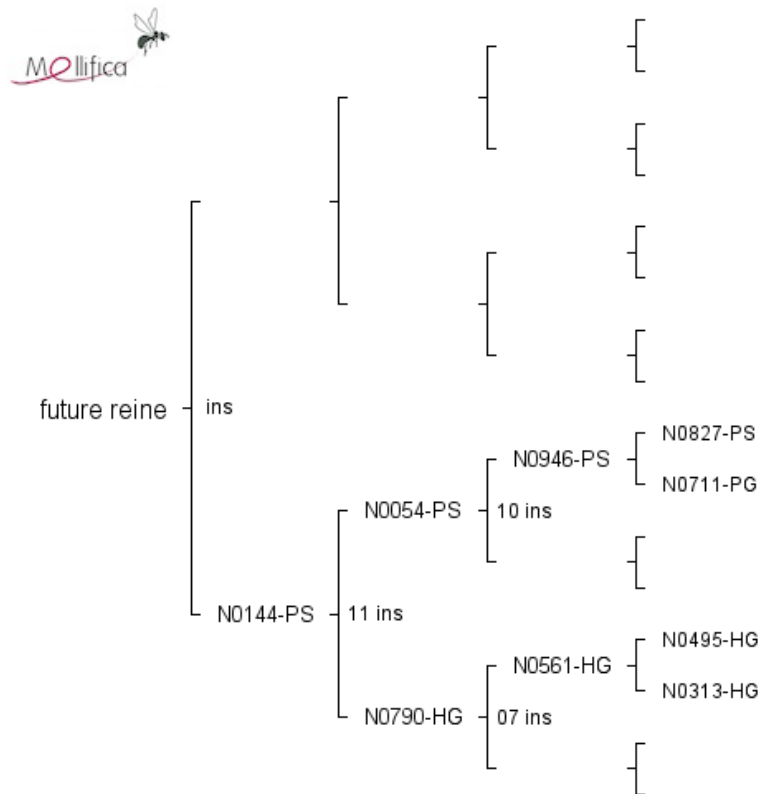 Mellifica
future reine
ins
N0827-PS
N0946-PS
N0711-PG
N0054-PS
10 ins
N0144-PS
11 ins
N0495-HG
N0561-HG
N0313-HG
N0790-HG
07 ins